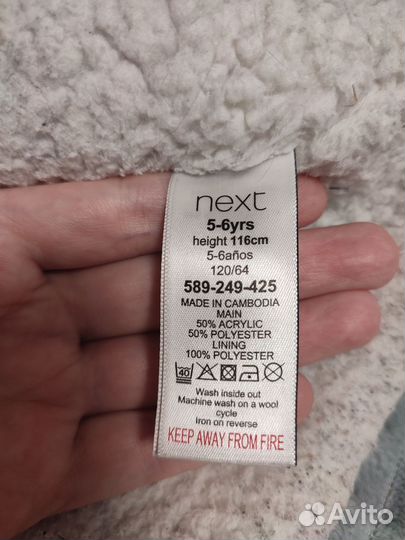 next
5-6yrs
height 116cm
5-6años
120/64
589-249-425
MADE IN CAMBODIA
MAIN
50% ACRYLIC
50% POLYESTER
LINING
100% POLYESTER
40
Wash inside out
Machine wash on a wool
cycle
Iron on reverse
KEEP AWAY FROM FIRE
Avito